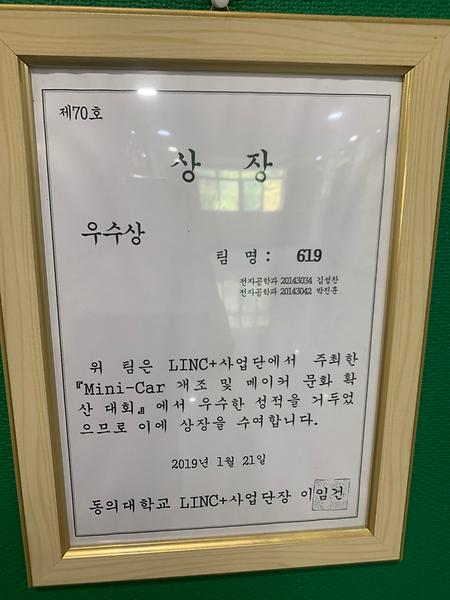 제70호
상 장
우수상
팀 명 : 619
전자공학과 20143034 김성찬
전자공학과 20143042 박진훈
위 팀은 LINC+사업단에서 주최한
『Mini-Car 개조 및 메이커 문화 확
산 대회』에서 우수한 성적을 거두었
으므로 이에 상장을 수여합니다.
2019년 1월 21일
동의대학교 LINC+사업단장 이임건